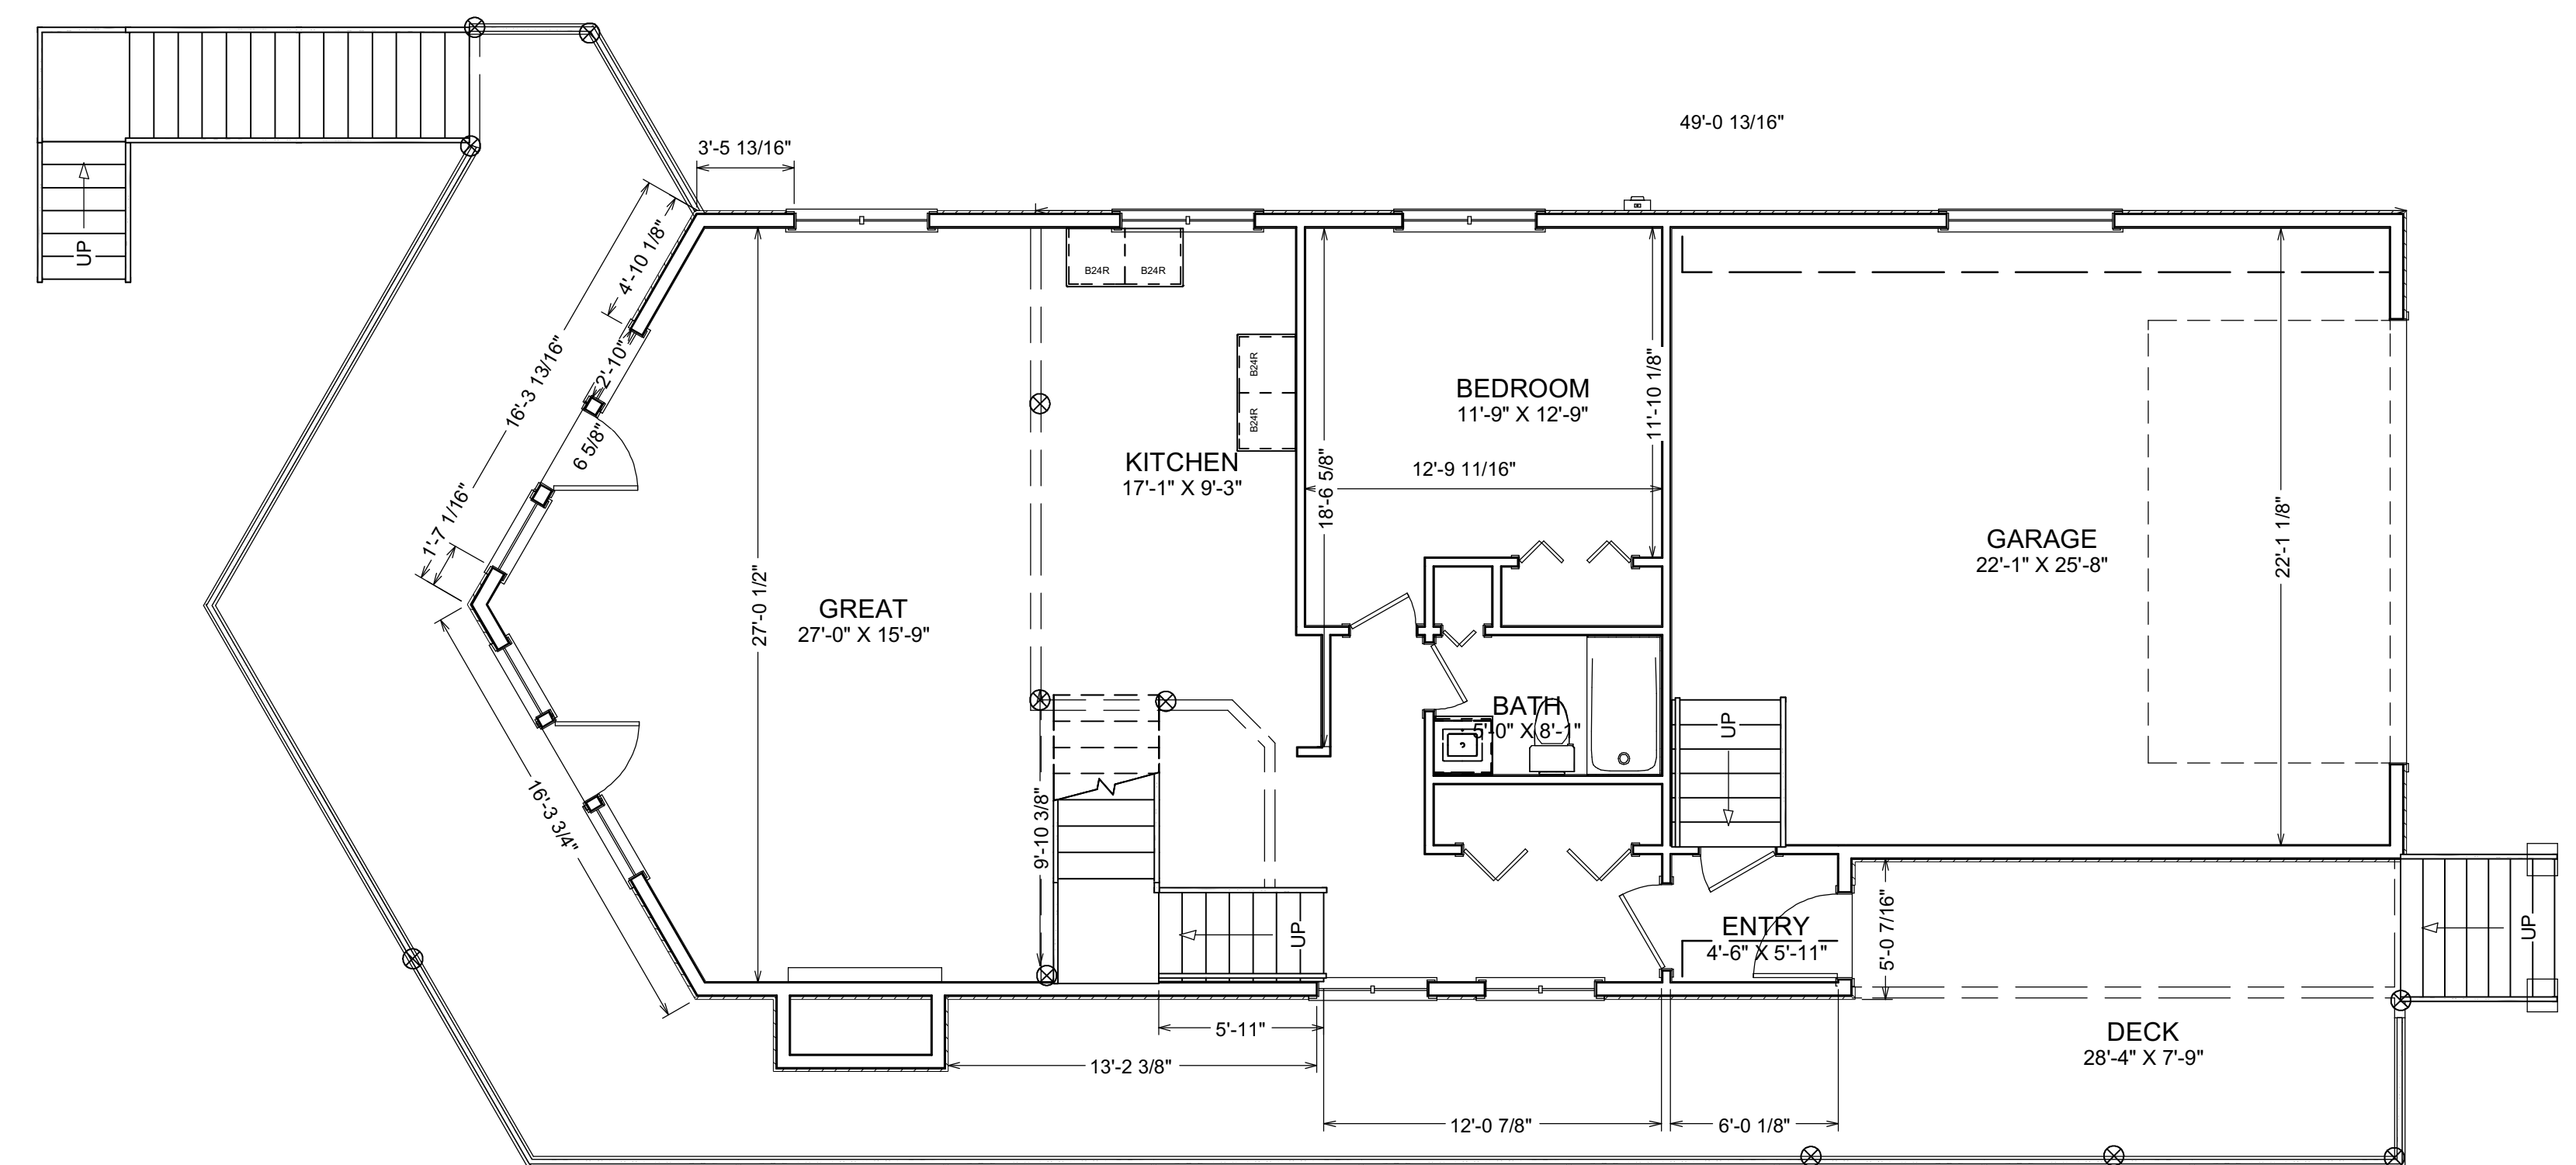 49'-0 13/16"
3'-5 13/16"
UP
4'-10 1/8"
2'-10"
16'-3 13/16"
6 5/8"
1'-7 1/16"
16'-3 3/4"
B24R
B24R
B24R
B24R
BEDROOM
11'-9" X 12'-9"
11'-10 1/8"
12'-9 11/16"
18'-6 5/8"
KITCHEN
17'-1" X 9'-3"
GARAGE
22'-1" X 25'-8"
22'-1 1/8"
GREAT
27'-0" X 15'-9"
27'-0 1/2"
BATH
5'-0" X 8'-1"
UP
9'-10 3/8"
UP
ENTRY
4'-6" X 5'-11"
5'-0 7/16"
UP
DECK
28'-4" X 7'-9"
5'-11"
13'-2 3/8"
12'-0 7/8"
6'-0 1/8"